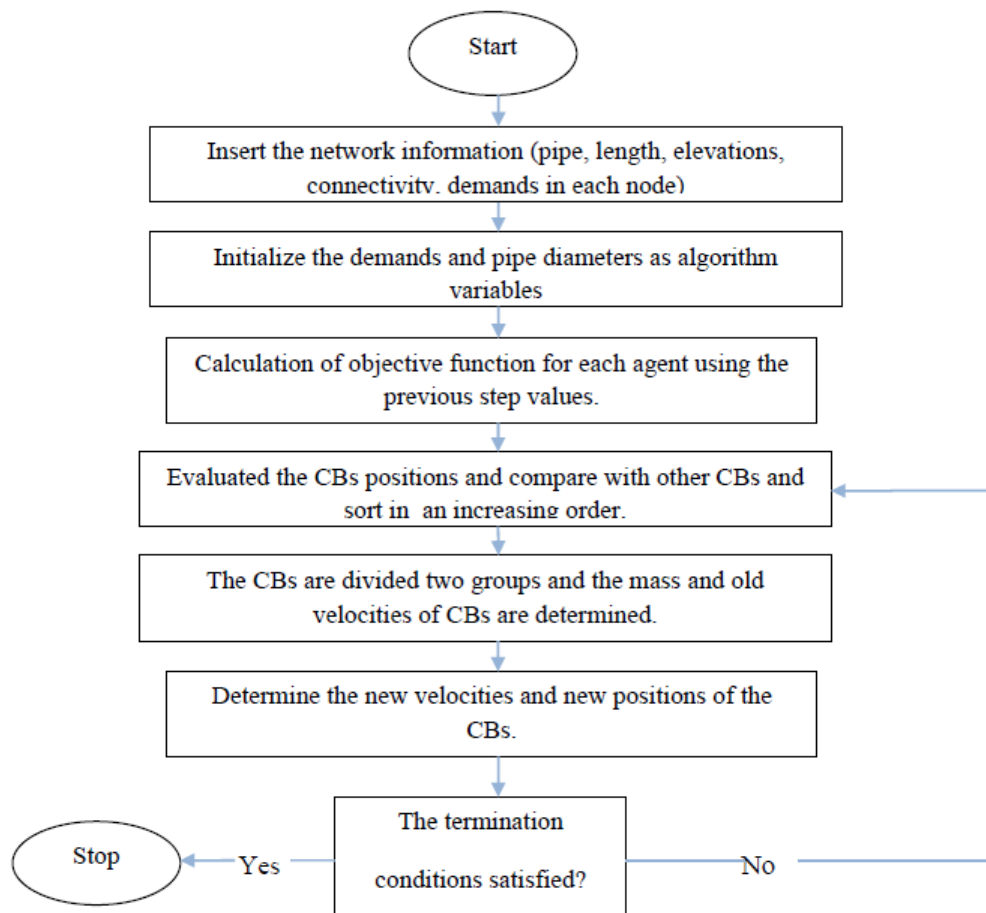 Start
Insert the network information (pipe, length, elevations,
connectivity, demands in each node)
Initialize the demands and pipe diameters as algorithm
variables
Calculation of objective function for each agent using the
previous step values.
Evaluated the CBs positions and compare with other CBs and
sort in an increasing order.
The CBs are divided two groups and the mass and old
velocities of CBs are determined.
Determine the new velocities and new positions of the
CBs.
The termination
conditions satisfied?
Stop
Yes
No